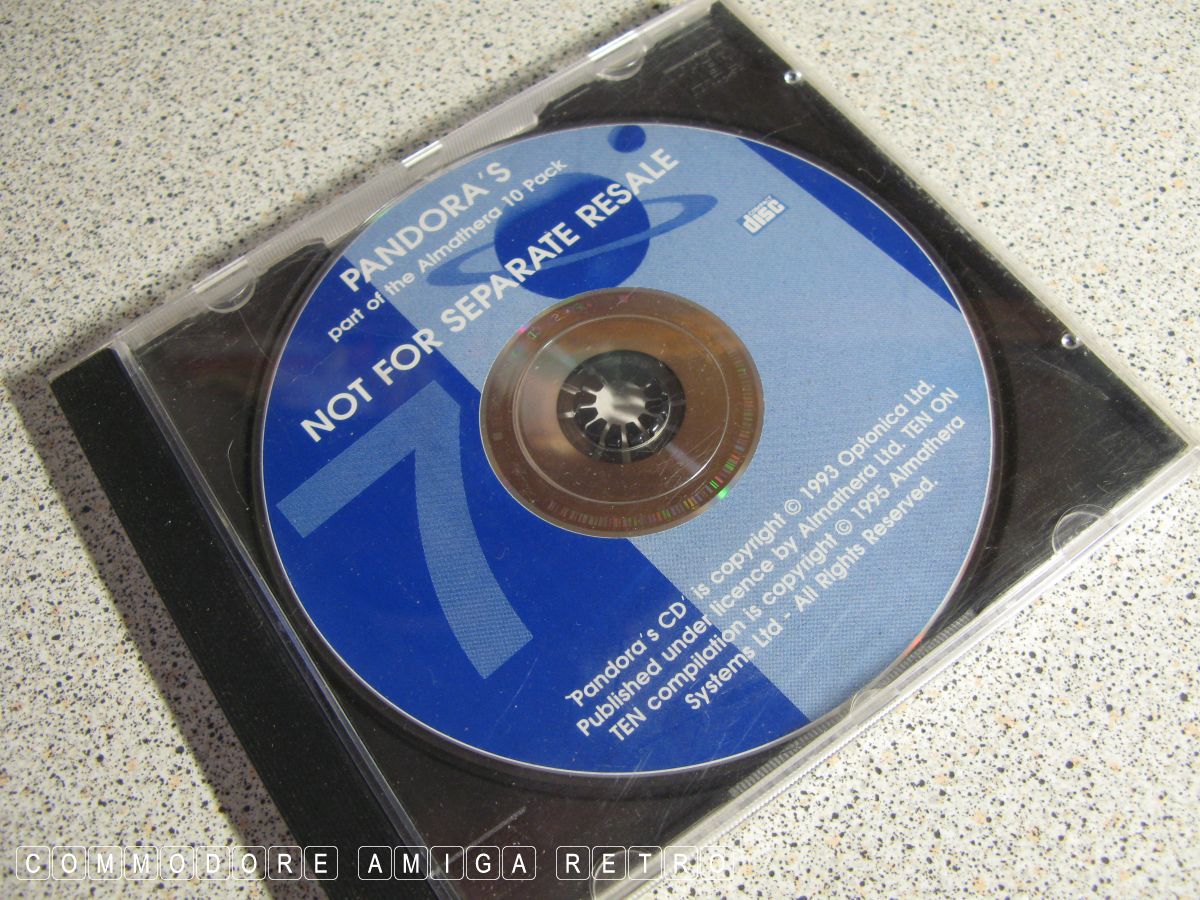 PANDORA'S
part of the Almathera 10 Pack
NOT FOR SEPARATE RESALE
COMPACT
disc
7
'Pandora's CD' is copyright © 1993 Optonica Ltd.
Published under licence by Almathera Ltd. TEN ON
TEN compilation is copyright © 1995 Almathera
Systems Ltd - All Rights Reserved.
COMMODORE AMIGA RETRO